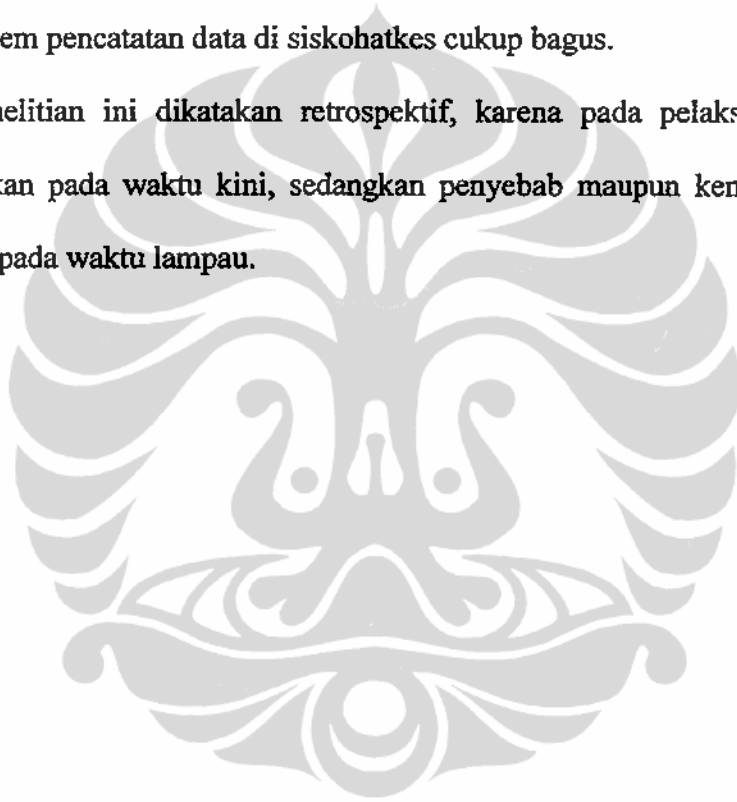 em pencatatan data di siskohatkes cukup bagus.
nelitian ini dikatakan retrospektif, karena pada pelaks
kan pada waktu kini, sedangkan penyebab maupun ken
pada waktu lampau.